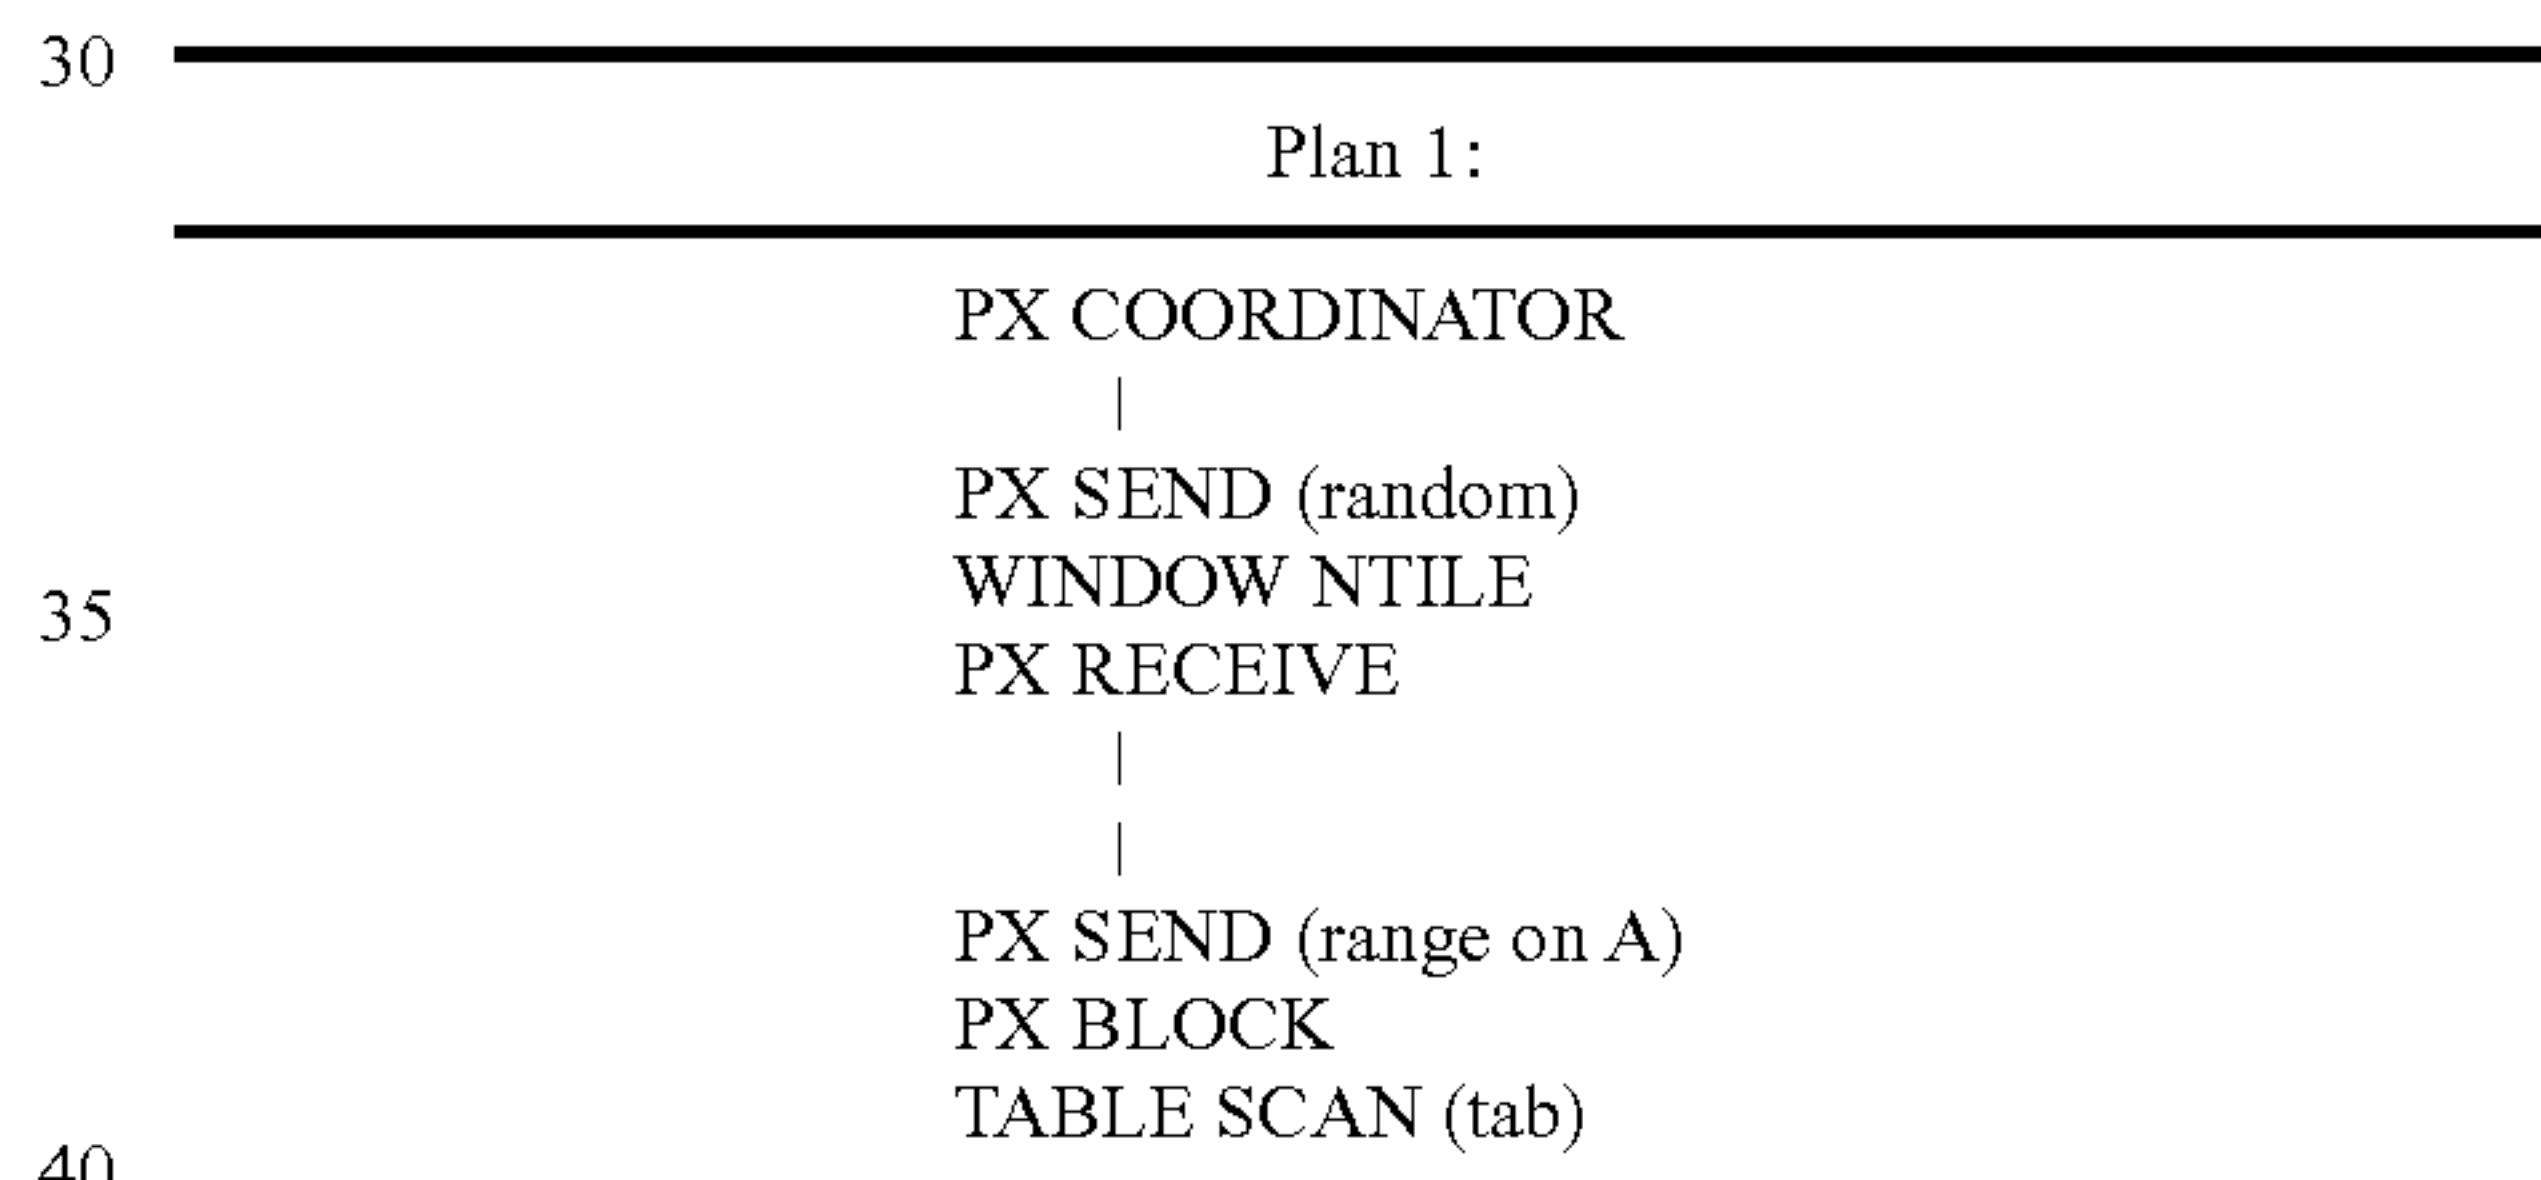 30
Plan 1:
PX COORDINATOR
|
PX SEND (random)
WINDOW NTILE
35
PX RECEIVE
|
|
PX SEND (range on A)
PX BLOCK
TABLE SCAN (tab)
40